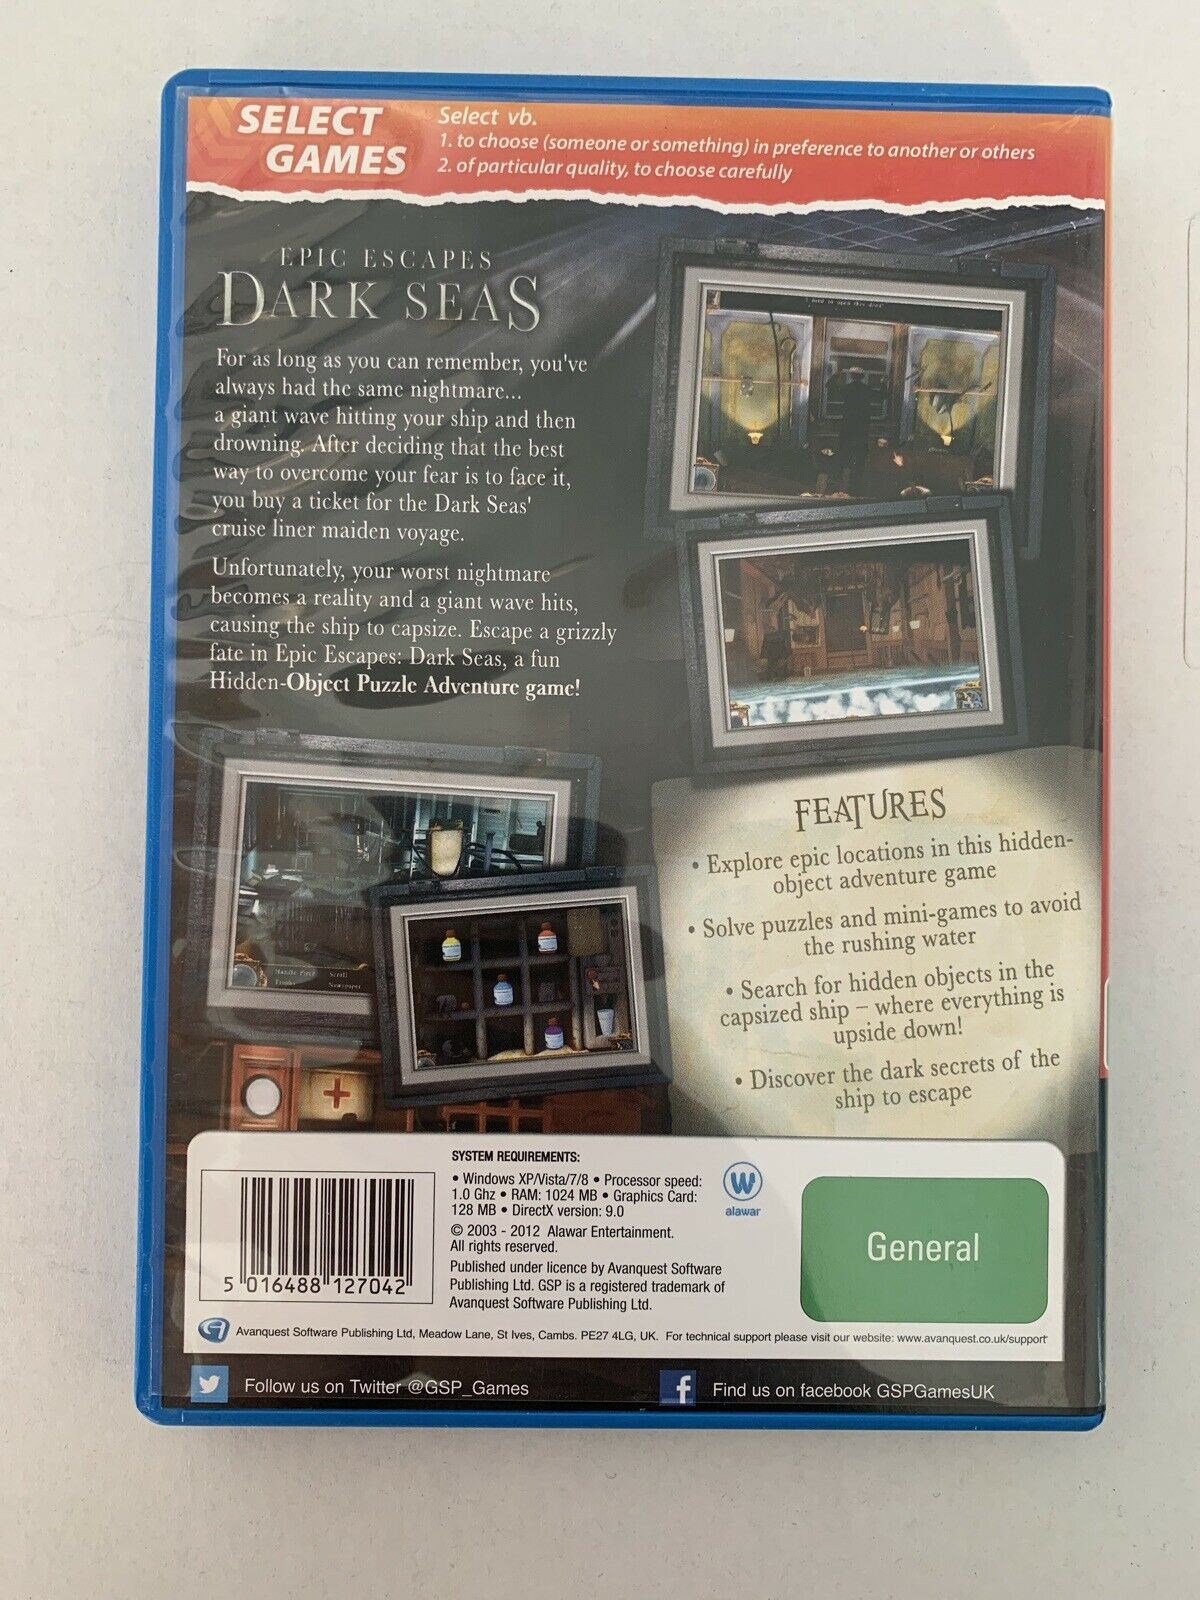 SELECT
GAMES
Select vb.
1. to choose (someone or something) in preference to another or others
2. of particular quality, to choose carefully
EPIC ESCAPES
DARK SEAS
For as long as you can remember, you've
always had the same nightmare...
a giant wave hitting your ship and then
drowning. After deciding that the best
way to overcome your fear is to face it,
you buy a ticket for the Dark Seas'
cruise liner maiden voyage.
Unfortunately, your worst nightmare
becomes a reality and a giant wave hits,
causing the ship to capsize. Escape a grizzly
fate in Epic Escapes: Dark Seas, a fun
Hidden-Object Puzzle Adventure game!
I need to open this door
Scroll
Newspaper
FEATURES
• Explore epic locations in this hidden-
object adventure game
• Solve puzzles and mini-games to avoid
the rushing water
• Search for hidden objects in the
capsized ship – where everything is
upside down!
• Discover the dark secrets of the
ship to escape
SYSTEM REQUIREMENTS:
• Windows XP/Vista/7/8 • Processor speed:
1.0 Ghz • RAM: 1024 MB • Graphics Card:
128 MB • DirectX version: 9.0
© 2003 - 2012 Alawar Entertainment.
All rights reserved.
Published under licence by Avanquest Software
Publishing Ltd. GSP is a registered trademark of
Avanquest Software Publishing Ltd.
alawar
General
5 016488 127042
Avanquest Software Publishing Ltd, Meadow Lane, St Ives, Cambs. PE27 4LG, UK. For technical support please visit our website: www.avanquest.co.uk/support
Follow us on Twitter @GSP_Games
Find us on facebook GSPGamesUK